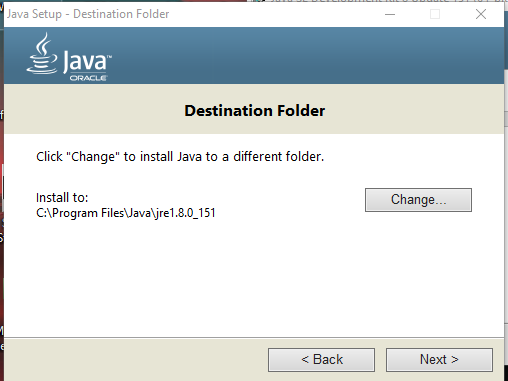 Java Setup - Destination Folder
Java™
ORACLE
Destination Folder
Click "Change" to install Java to a different folder.
Install to:
C:\Program Files\Java\jre1.8.0_151
Change...
< Back
Next >